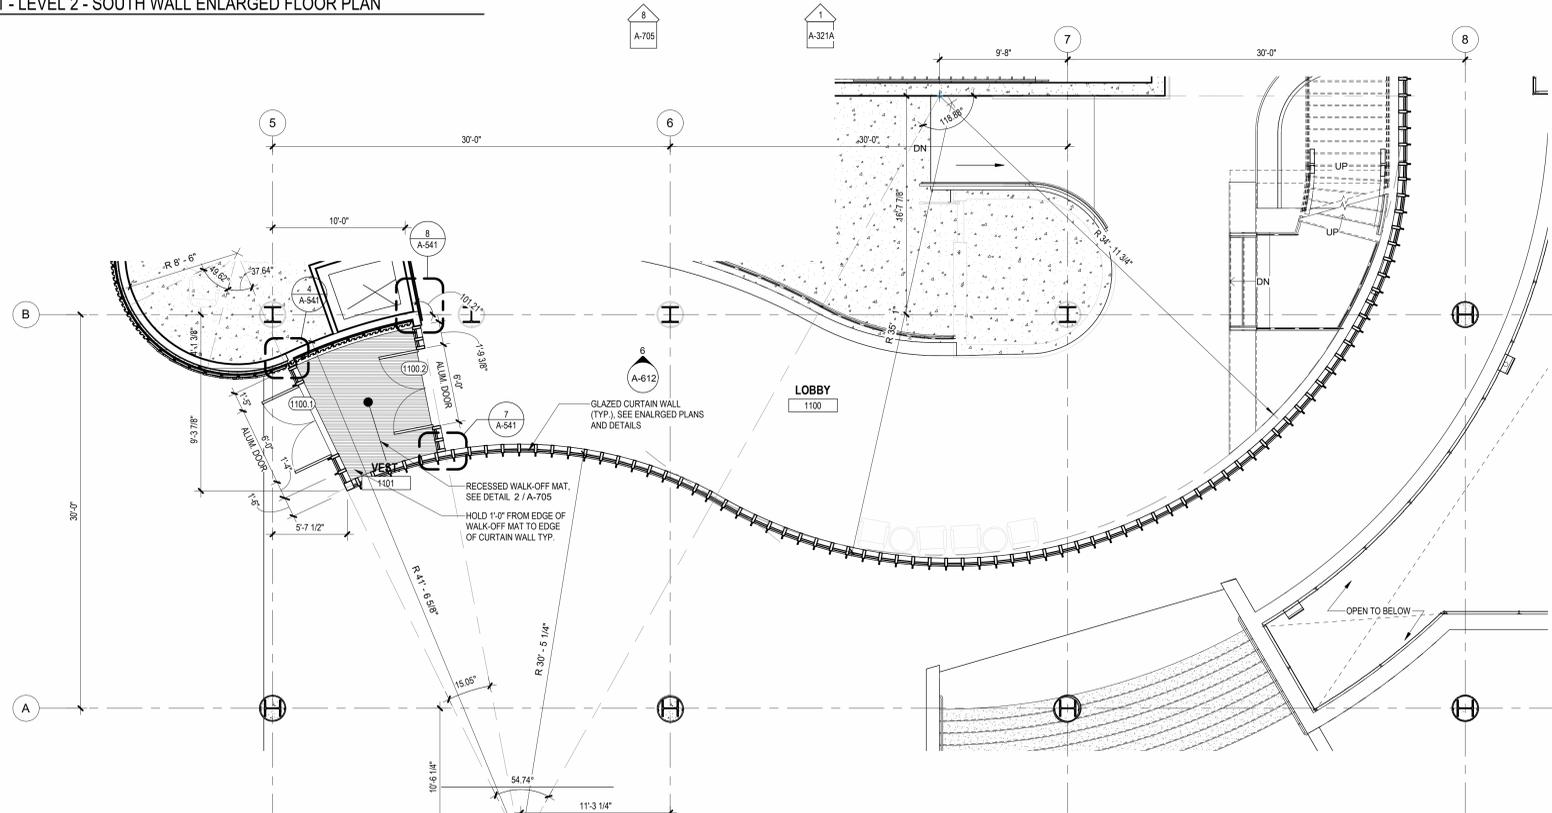 1 - LEVEL 2 - SOUTH WALL ENLARGED FLOOR PLAN
8
A-705
1
A-321A
7
8
9'-8"
30'-0"
5
6
30'-0"
30'-0"
118.88°
DN
UP
16'-7 7/8"
10'-0"
8
A-541
R 8' - 6"
49.62°
37.64°
4
A-541
101.21°
R 34' - 11 3/4"
UP
DN
B
R 35' - 1"
1'-9 3/8"
6
A-612
1100.2
ALUM. DOOR
6'-0"
LOBBY
1100
1100.1
1'-5"
7
A-541
GLAZED CURTAIN WALL
(TYP.), SEE ENALRGED PLANS
AND DETAILS
9'-3 7/8"
6'-0"
ALUM. DOOR
1'-4"
1'-6"
VEST.
1101
RECESSED WALK-OFF MAT,
SEE DETAIL 2 / A-705
HOLD 1'-0" FROM EDGE OF
WALK-OFF MAT TO EDGE
OF CURTAIN WALL TYP.
5'-7 1/2"
30'-0"
R 41' - 6 5/8"
R 30' - 5 1/4"
OPEN TO BELOW
15.05°
A
10'-6 1/4"
54.74°
11'-3 1/4"